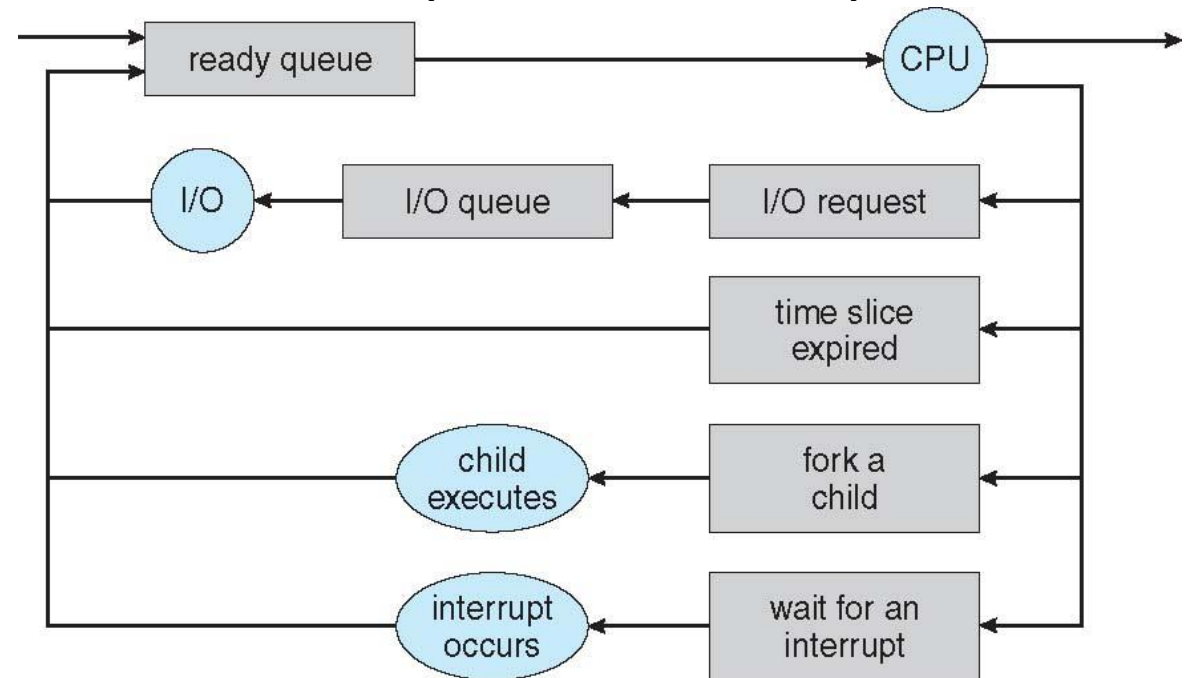 ready queue
CPU
I/O
I/O queue
I/O request
time slice
expired
child
executes
fork a
child
interrupt
occurs
wait for an
interrupt